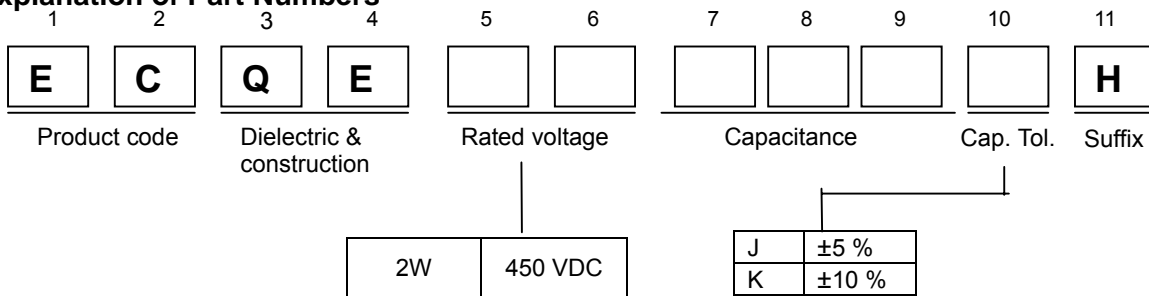 xplanation of Part Numbers
1 2 3 4 5 6 7 8 9 10 11
E C Q E H
Product code Dielectric & construction Rated voltage Capacitance Cap. Tol. Suffix
2W 450 VDC
J ±5 %
K ±10 %